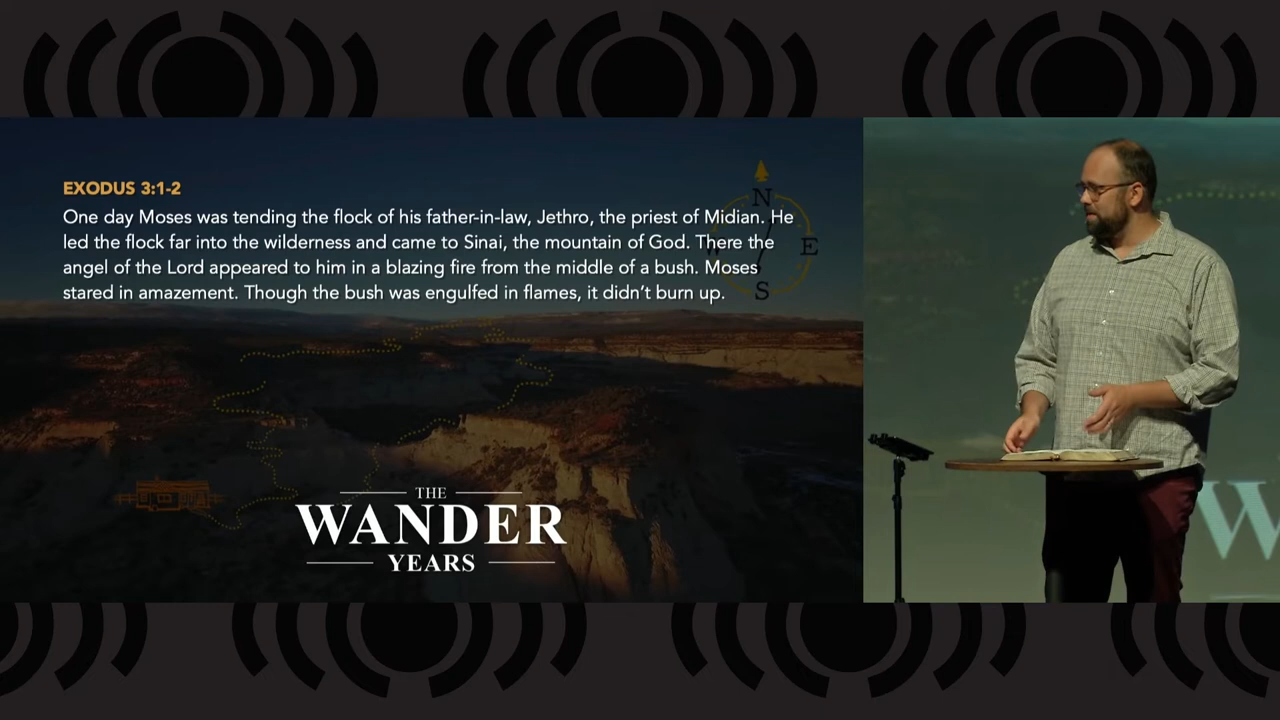 EXODUS 3:1-2
One day Moses was tending the flock of his father-in-law, Jethro, the priest of Midian. He
led the flock far into the wilderness and came to Sinai, the mountain of God. There the
angel of the Lord appeared to him in a blazing fire from the middle of a bush. Moses
stared in amazement. Though the bush was engulfed in flames, it didn't burn up.
N
W E
S
THE
WANDER
YEARS
W